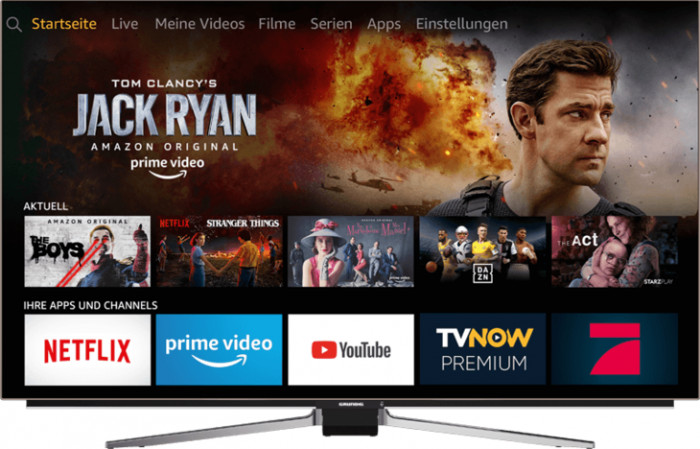 Startseite Live Meine Videos Filme Serien Apps Einstellungen
TOM CLANCY'S
JACK RYAN
AMAZON ORIGINAL
prime video
AKTUELL
AMAZON ORIGINAL
THE BOYS
NETFLIX STRANGER THINGS
DAZN
THE ACT
STARZPLAY
IHRE APPS UND CHANNELS
NETFLIX
prime video
YouTube
TVNOW
PREMIUM
7
GRUNDIG